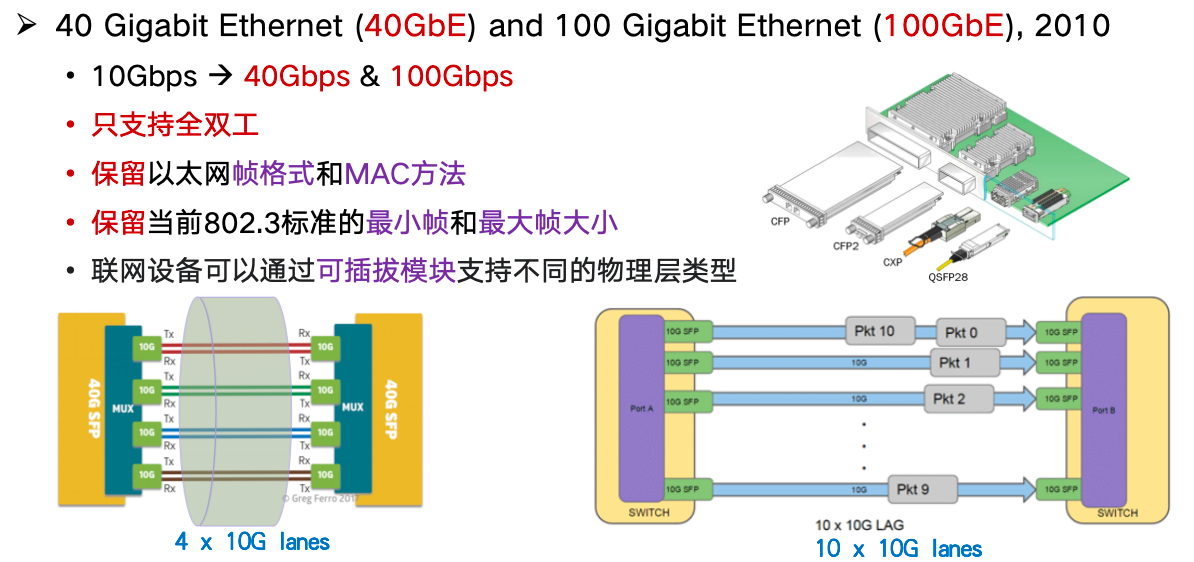 ➢ 40 Gigabit Ethernet (40GbE) and 100 Gigabit Ethernet (100GbE), 2010
• 10Gbps → 40Gbps & 100Gbps
• 只支持全双工
• 保留以太网帧格式和MAC方法
• 保留当前802.3标准的最小帧和最大帧大小
• 联网设备可以通过可插拔模块支持不同的物理层类型
CFP
CFP2
CXP
QSFP28
40G SFP
MUX
Tx
Rx
10G
10G
Rx
Tx
Tx
Rx
10G
10G
Rx
Tx
Tx
Rx
10G
10G
Rx
Tx
Tx
Rx
10G
10G
Rx
Tx
MUX
40G SFP
© Greg Ferro 2017
4 x 10G lanes
10G SFP
Pkt 10
Pkt 0
10G SFP
10G SFP
10G
Pkt 1
10G SFP
Port A
10G SFP
10G
Pkt 2
10G SFP
Port B
10G SFP
10G
Pkt 9
10G SFP
SWITCH
SWITCH
10 x 10G LAG
10 x 10G lanes